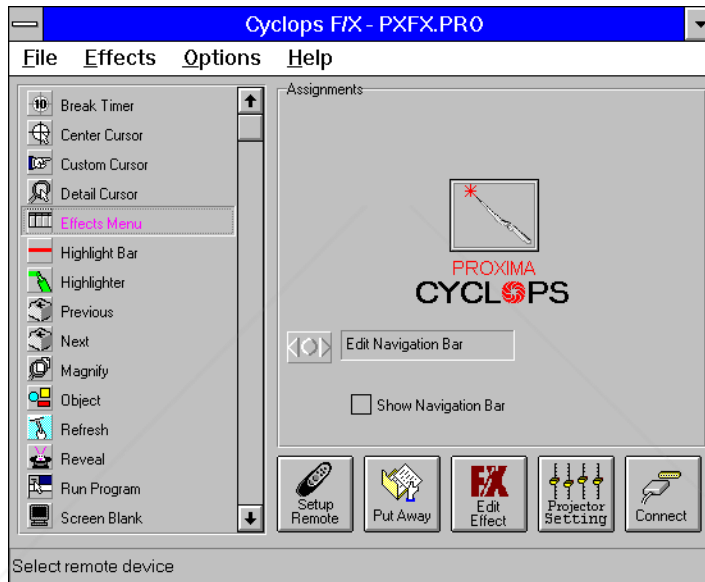 Cyclops F/X - PXFX.PRO
File Effects Options Help
Assignments
10 Break Timer
Center Cursor
Custom Cursor
Detail Cursor
Effects Menu
Highlight Bar
Highlighter
Previous
Next
Magnify
Object
Refresh
Reveal
Run Program
Screen Blank
PROXIMA
CYCLOPS
Edit Navigation Bar
Show Navigation Bar
Setup
Remote
Put Away
F/X
Edit
Effect
Projector
Setting
Connect
Select remote device